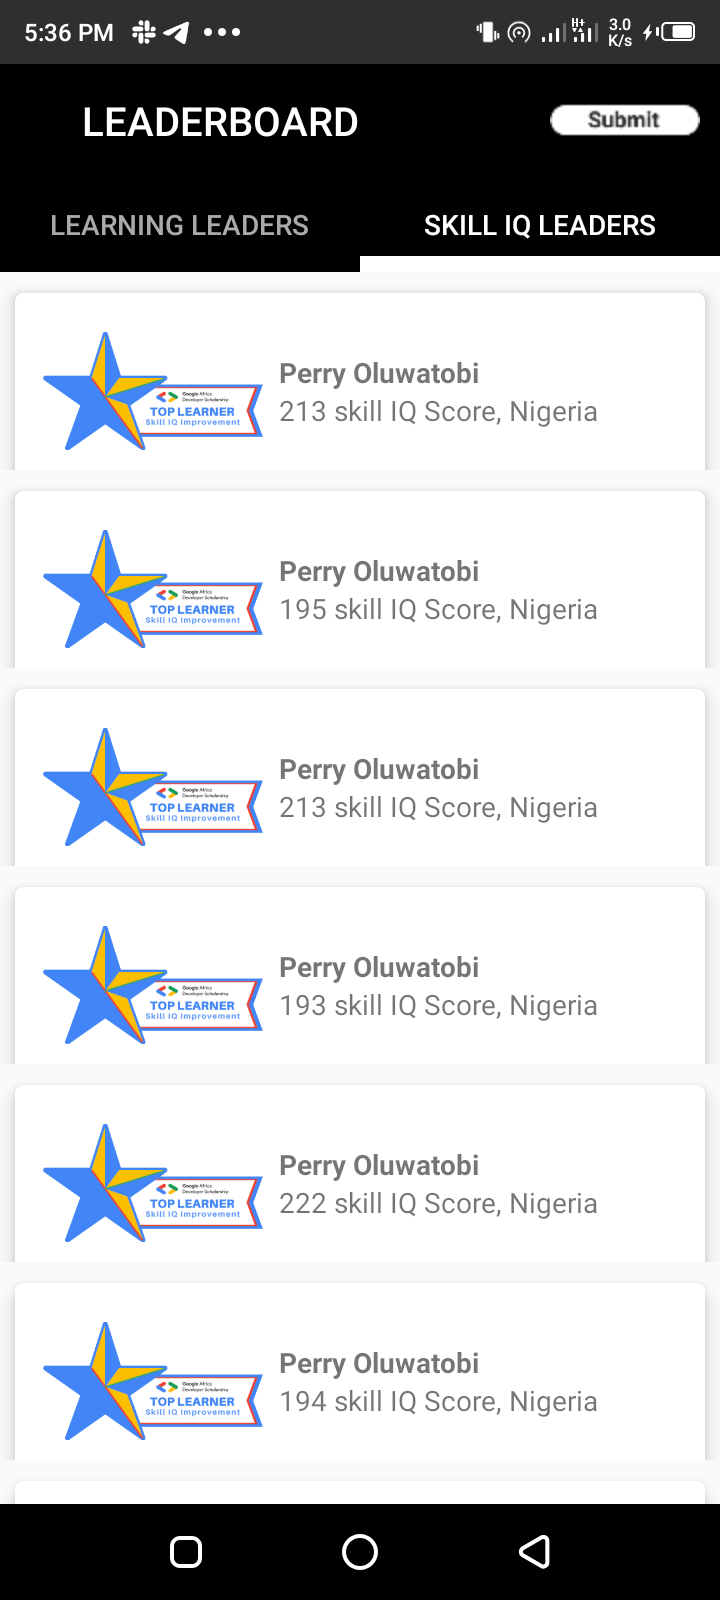 5:36 PM
H+
3.0
K/s
LEADERBOARD
Submit
LEARNING LEADERS
SKILL IQ LEADERS
Google Africa
Developer Scholarship
TOP LEARNER
Skill IQ Improvement
Perry Oluwatobi
213 skill IQ Score, Nigeria
Google Africa
Developer Scholarship
TOP LEARNER
Skill IQ Improvement
Perry Oluwatobi
195 skill IQ Score, Nigeria
Google Africa
Developer Scholarship
TOP LEARNER
Skill IQ Improvement
Perry Oluwatobi
213 skill IQ Score, Nigeria
Google Africa
Developer Scholarship
TOP LEARNER
Skill IQ Improvement
Perry Oluwatobi
193 skill IQ Score, Nigeria
Google Africa
Developer Scholarship
TOP LEARNER
Skill IQ Improvement
Perry Oluwatobi
222 skill IQ Score, Nigeria
Google Africa
Developer Scholarship
TOP LEARNER
Skill IQ Improvement
Perry Oluwatobi
194 skill IQ Score, Nigeria